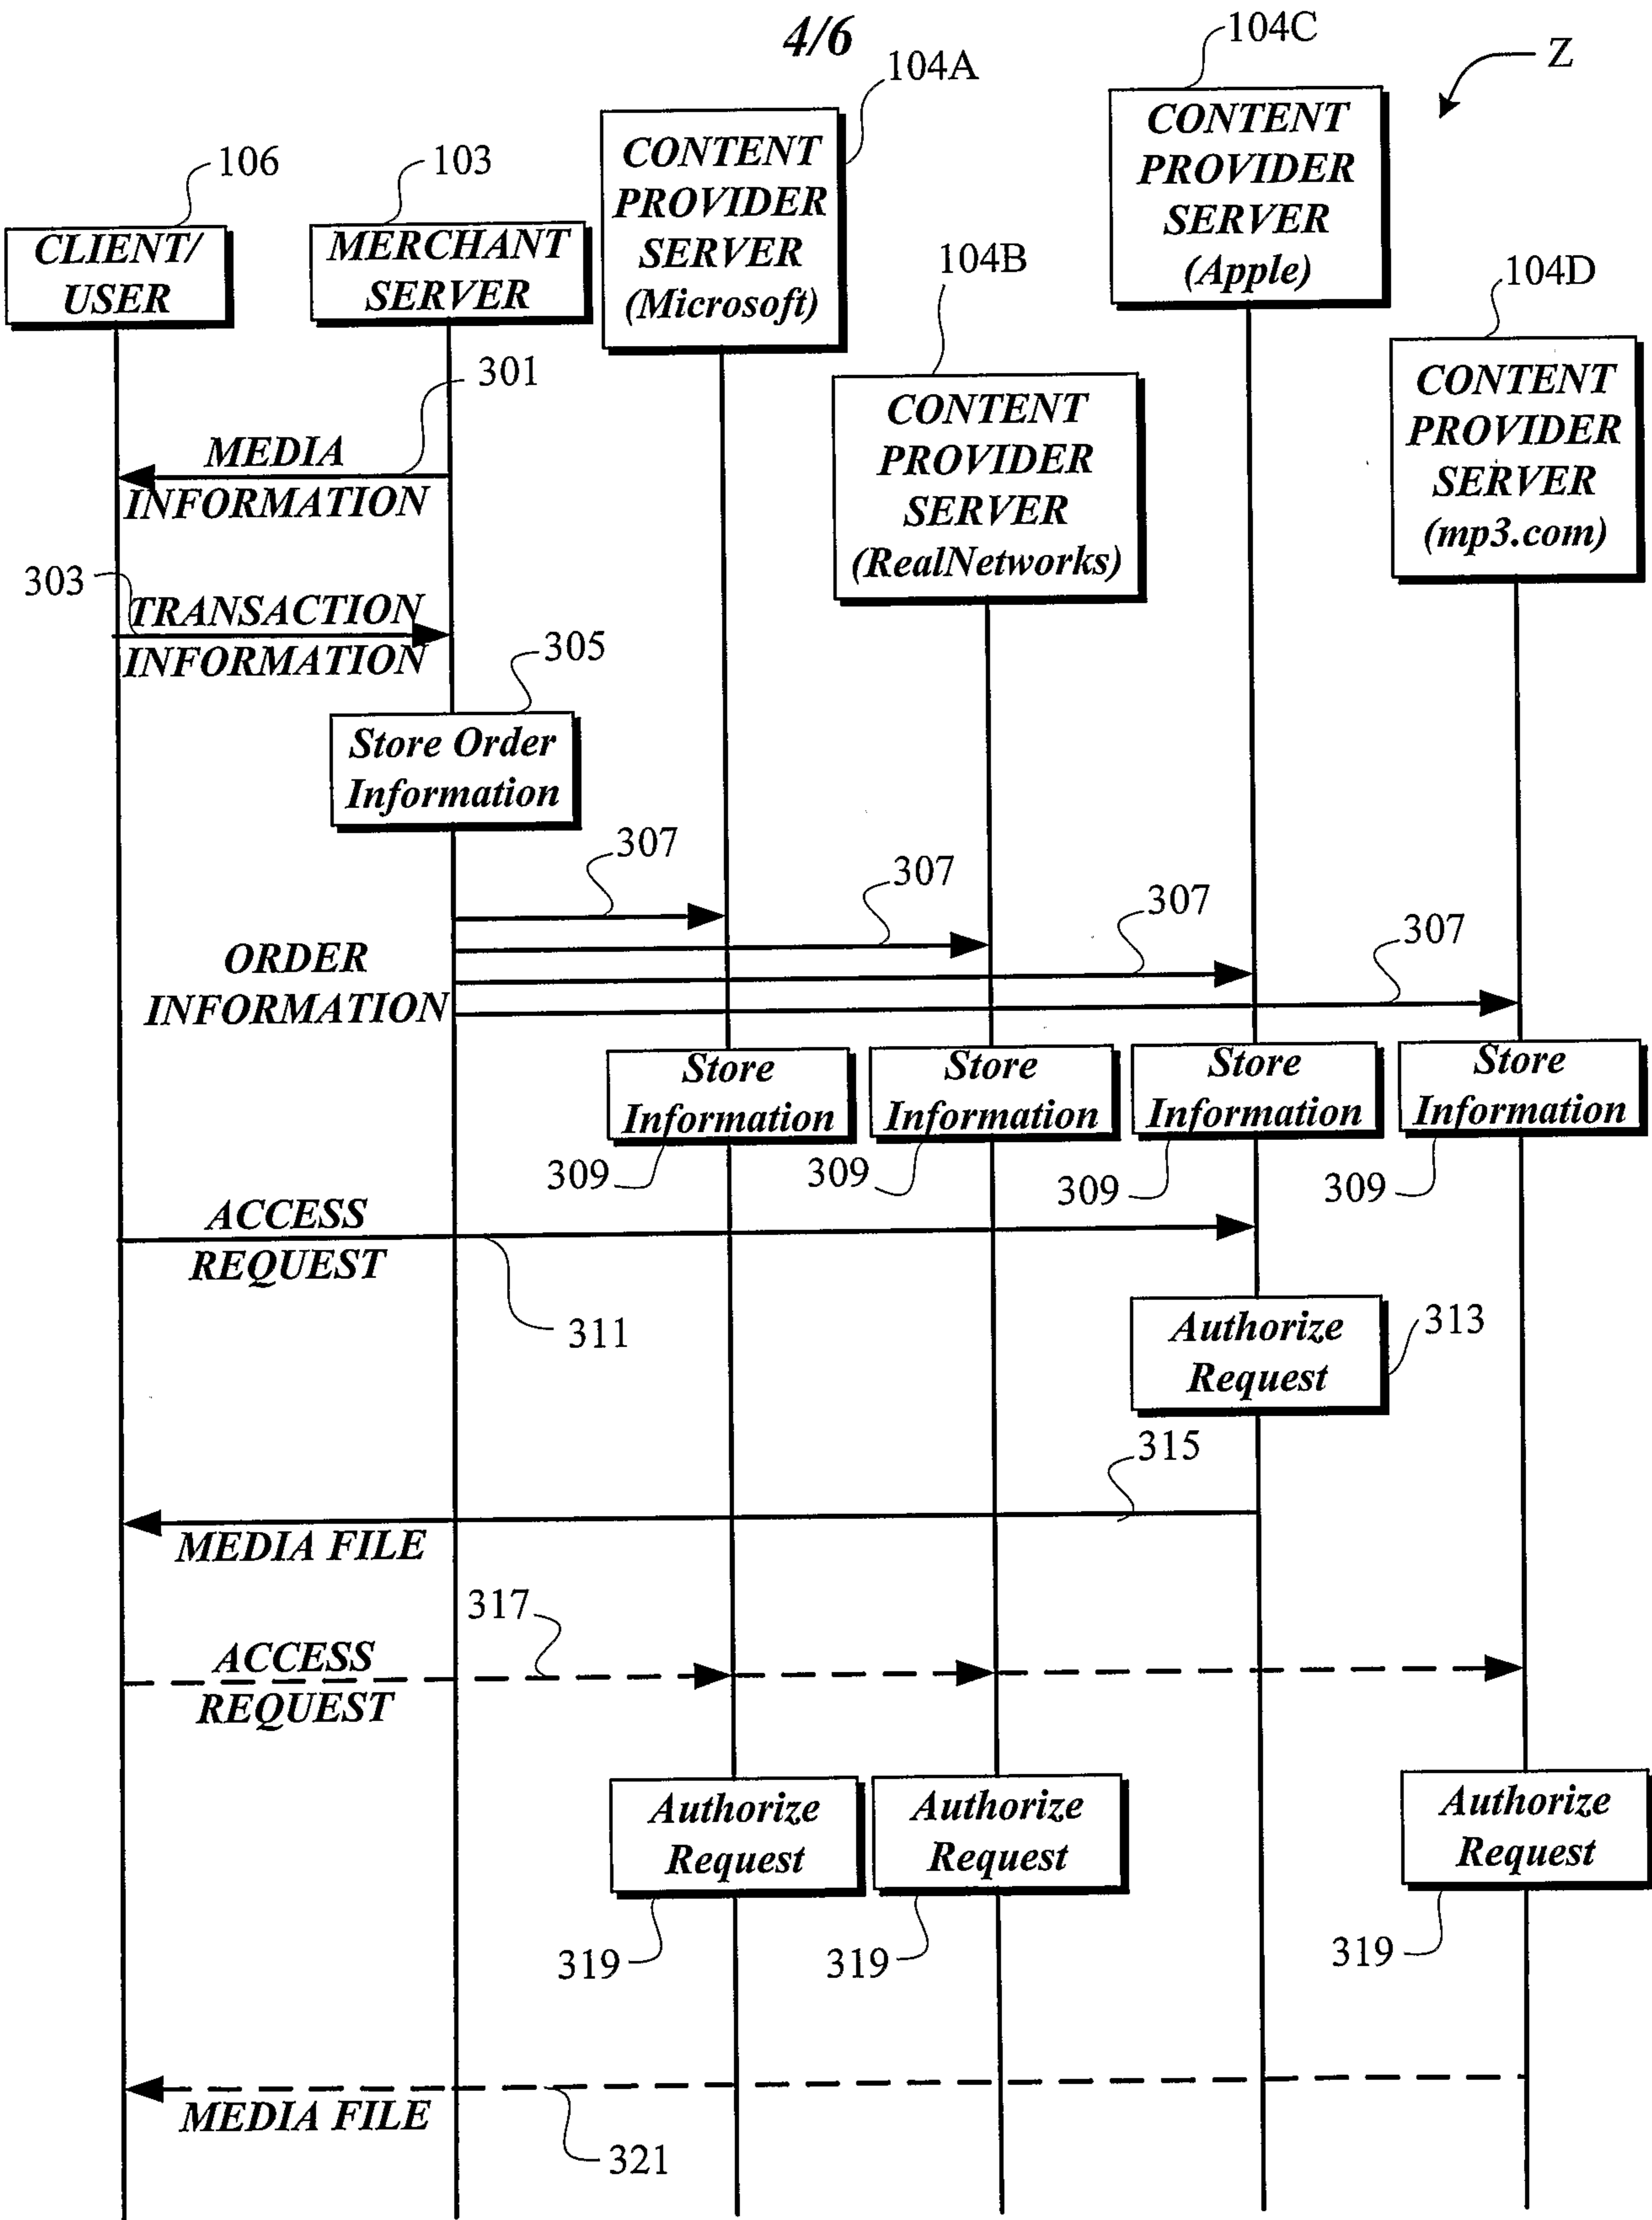 4/6
104C
Z
104A
CONTENT
PROVIDER
SERVER
(Apple)
CONTENT
PROVIDER
SERVER
(Microsoft)
106
103
CLIENT/
USER
MERCHANT
SERVER
104B
104D
CONTENT
PROVIDER
SERVER
(RealNetworks)
CONTENT
PROVIDER
SERVER
(mp3.com)
301
MEDIA
INFORMATION
303
TRANSACTION
INFORMATION
305
Store Order
Information
307
307
307
307
ORDER
INFORMATION
Store
Information
Store
Information
Store
Information
Store
Information
309
309
309
309
ACCESS
REQUEST
311
Authorize
Request
313
315
MEDIA FILE
317
ACCESS
REQUEST
Authorize
Request
Authorize
Request
Authorize
Request
319
319
319
MEDIA FILE
321